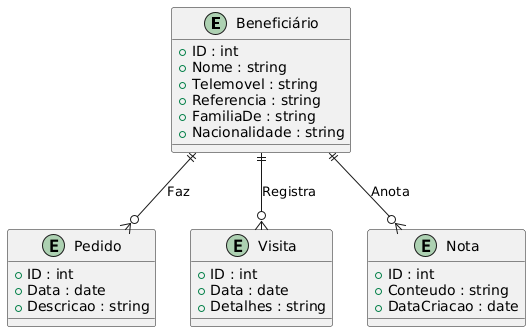 E Beneficiário
ID : int
Nome : string
Telemovel : string
Referencia : string
FamiliaDe : string
Nacionalidade : string
Faz
Registra
Anota
E Pedido
ID : int
Data : date
Descricao : string
E Visita
ID : int
Data : date
Detalhes : string
E Nota
ID : int
Conteudo : string
DataCriacao : date